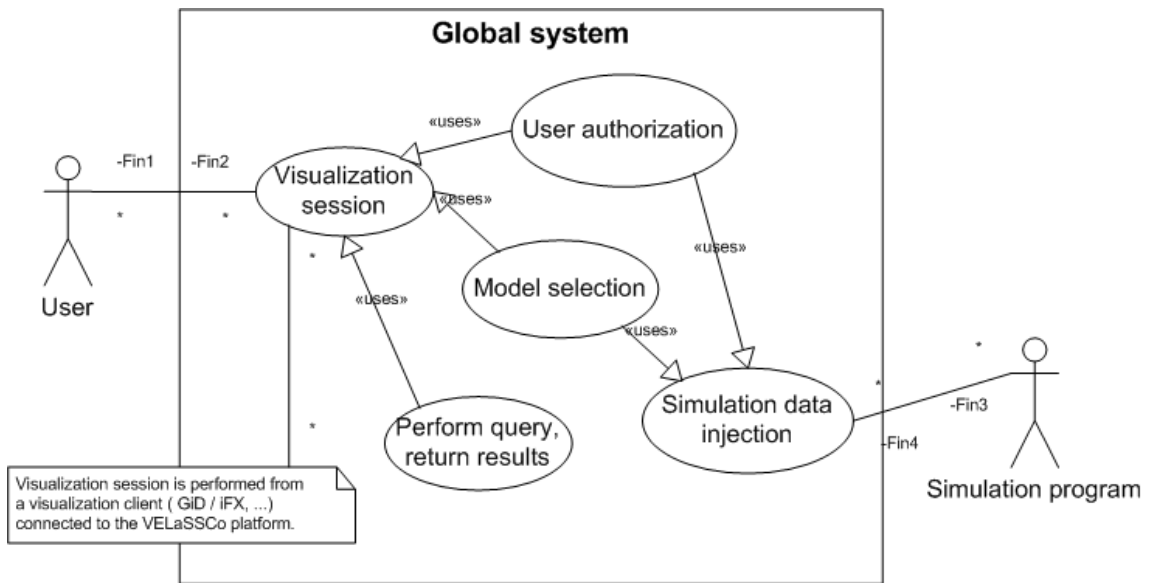 Global system
User authorization
«uses»
-Fin1
-Fin2
Visualization
session
*
*
«uses»
«uses»
*
User
Model selection
«uses»
«uses»
*
*
Simulation data
injection
-Fin3
-Fin4
*
Perform query,
return results
Simulation program
Visualization session is performed from
a visualization client ( GiD / iFX, ...)
connected to the VELaSSCo platform.